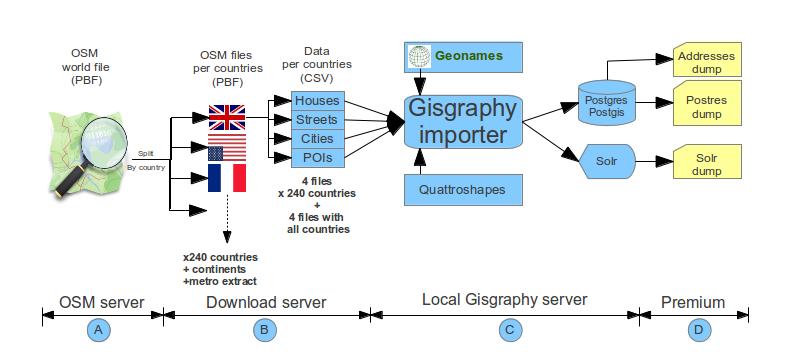 OSM
world file
(PBF)
OSM files
per countries
(PBF)
Data
per countries
(CSV)
Geonames
Addresses
dump
Houses
Streets
Cities
POIs
Gisgraphy
importer
Postgres
Postgis
Postres
dump
Split
By country
Solr
Solr
dump
4 files
x 240 countries
+
4 files with
all countries
Quattroshapes
x240 countries
+ continents
+metro extract
OSM server
Download server
Local Gisgraphy server
Premium
A
B
C
D